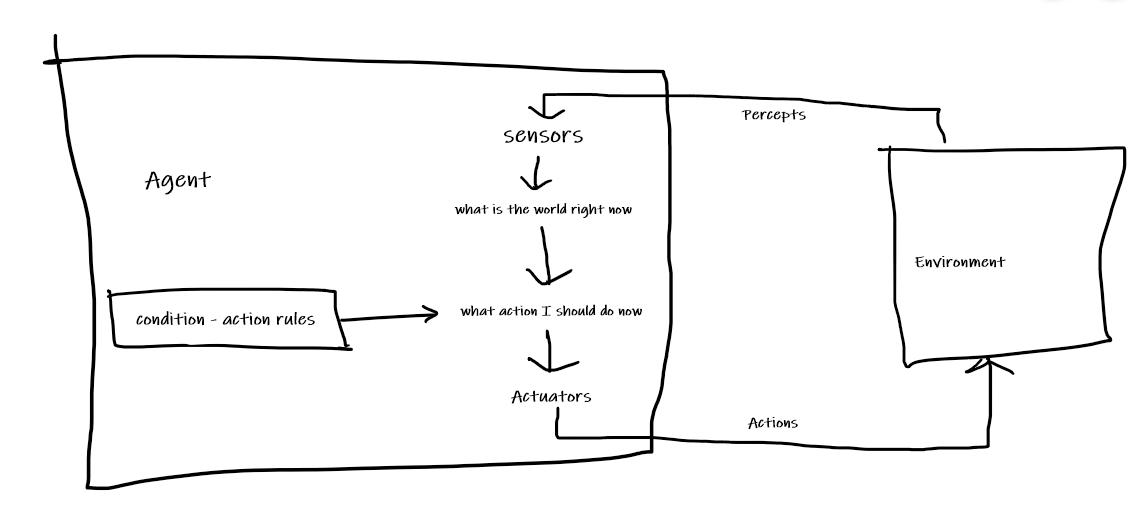 Percepts
sensors
Agent
what is the world right now
Environment
condition - action rules
what action I should do now
Actuators
Actions